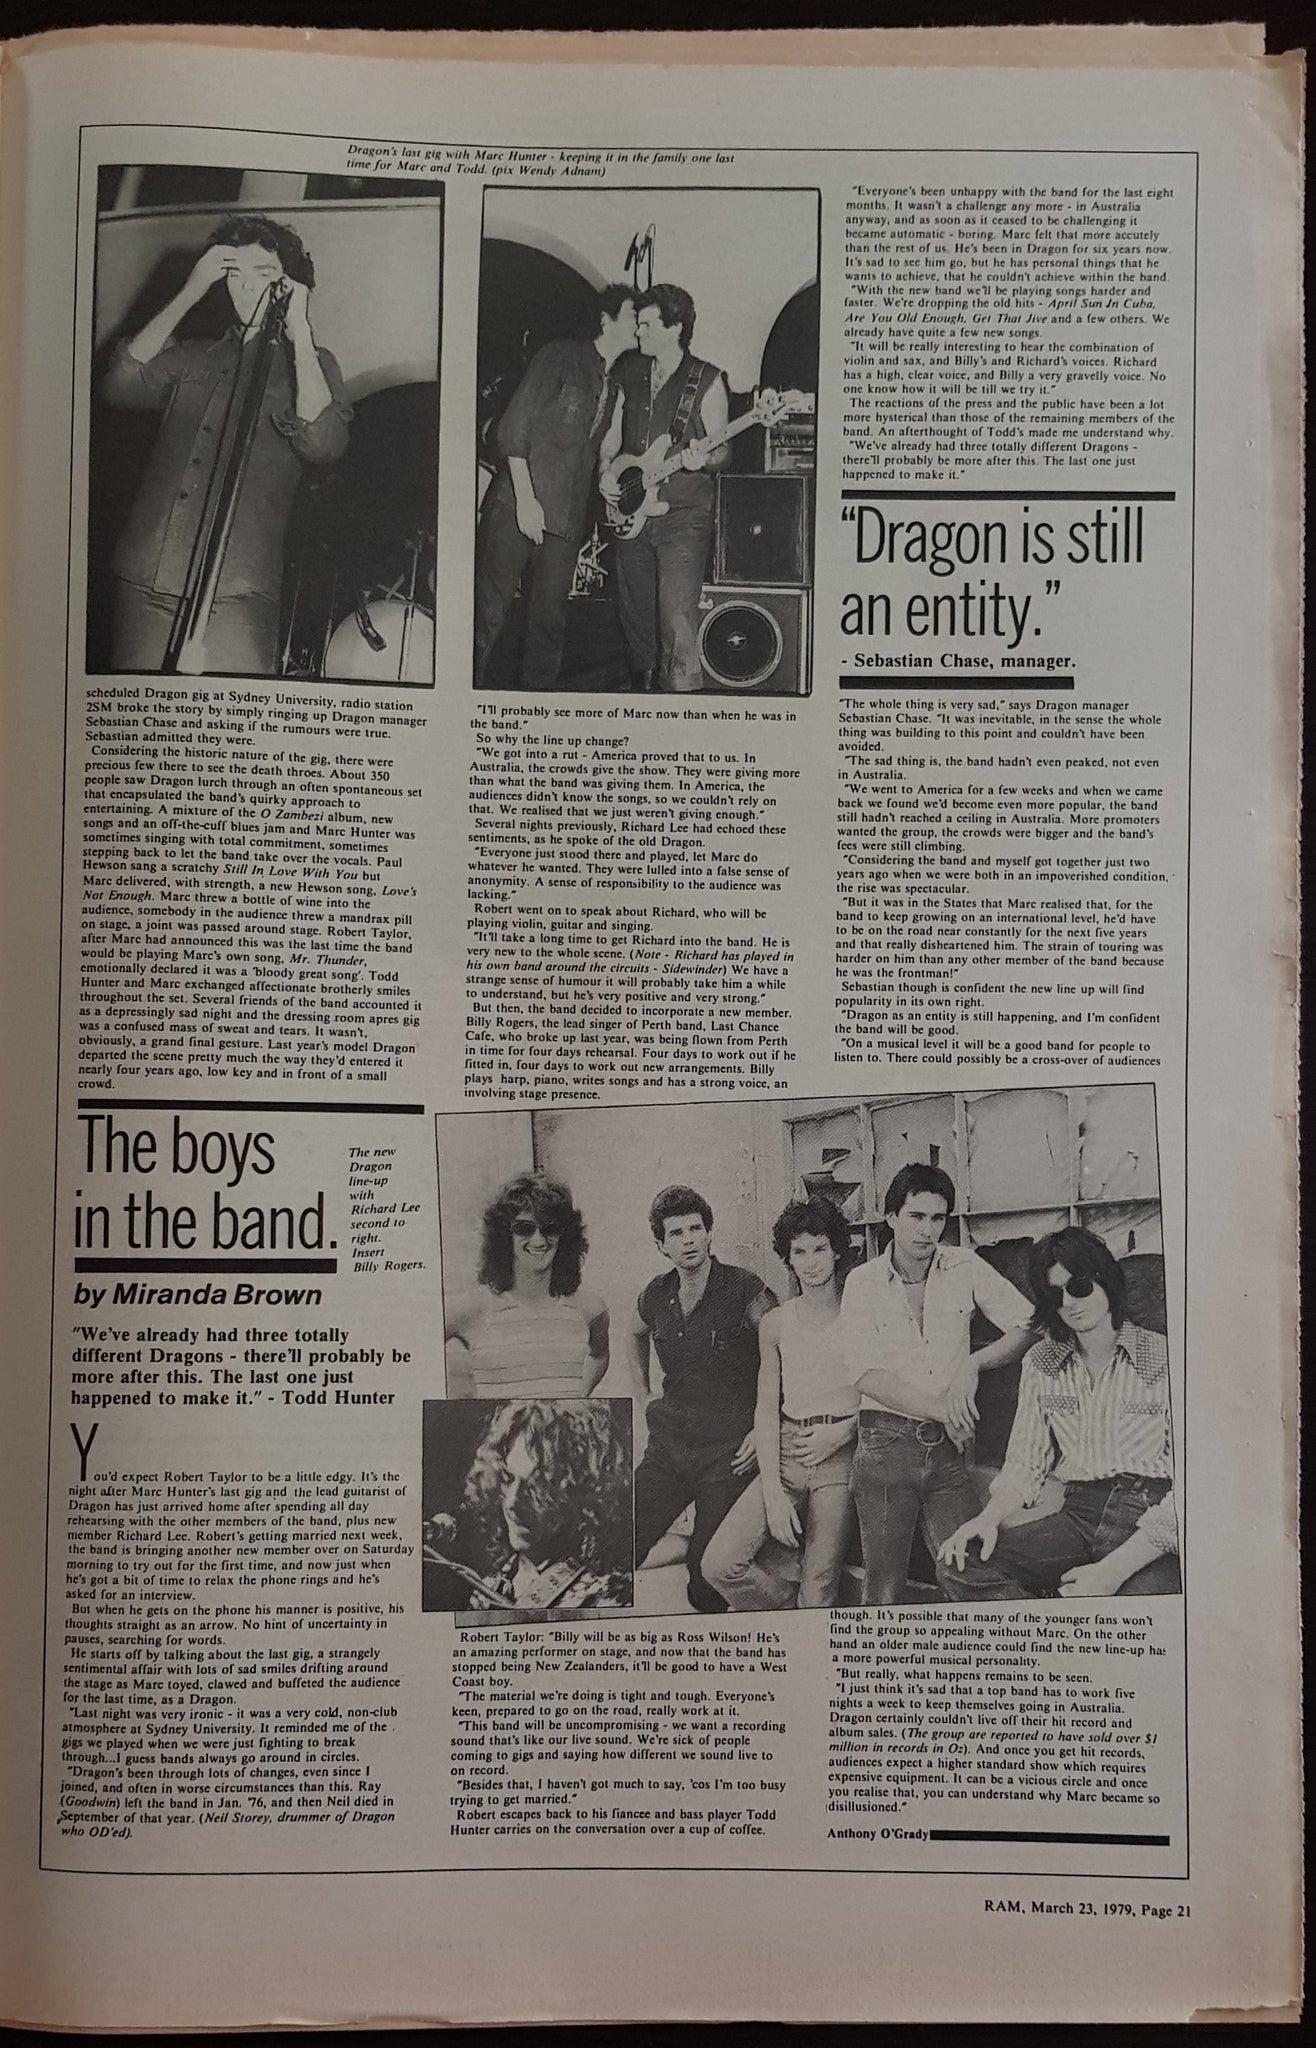 Dragon's last gig with Marc Hunter - keeping it in the family one last
time for Marc and Todd. (pix Wendy Adnam)
scheduled Dragon gig at Sydney University, radio station
2SM broke the story by simply ringing up Dragon manager
Sebastian Chase and asking if the rumours were true.
Sebastian admitted they were.
Considering the historic nature of the gig, there were
precious few there to see the death throes. About 350
people saw Dragon lurch through an often spontaneous set
that encapsulated the band's quirky approach to
entertaining. A mixture of the O Zambezi album, new
songs and an off-the-cuff blues jam and Marc Hunter was
sometimes singing with total commitment, sometimes
stepping back to let the band take over the vocals. Paul
Hewson sang a scratchy Still In Love With You but
Marc delivered, with strength, a new Hewson song, Love's
Not Enough. Marc threw a bottle of wine into the
audience, somebody in the audience threw a mandrax pill
on stage, a joint was passed around stage. Robert Taylor,
after Marc had announced this was the last time the band
would be playing Marc's own song, Mr. Thunder,
emotionally declared it was a 'bloody great song'. Todd
Hunter and Marc exchanged affectionate brotherly smiles
throughout the set. Several friends of the band accounted it
as a depressingly sad night and the dressing room apres gig
was a confused mass of sweat and tears. It wasn't,
obviously, a grand final gesture. Last year's model Dragon
departed the scene pretty much the way they'd entered it
nearly four years ago, low key and in front of a small
crowd.
The boys
in the band.
The new
Dragon
line-up
with
Richard Lee
second to
right.
Insert
Billy Rogers.
by Miranda Brown
"We've already had three totally
different Dragons - there'll probably be
more after this. The last one just
happened to make it." - Todd Hunter
You'd expect Robert Taylor to be a little edgy. It's the
night after Marc Hunter's last gig and the lead guitarist of
Dragon has just arrived home after spending all day
rehearsing with the other members of the band, plus new
member Richard Lee. Robert's getting married next week,
the band is bringing another new member over on Saturday
morning to try out for the first time, and now just when
he's got a bit of time to relax the phone rings and he's
asked for an interview.
But when he gets on the phone his manner is positive, his
thoughts straight as an arrow. No hint of uncertainty in
pauses, searching for words.
He starts off by talking about the last gig, a strangely
sentimental affair with lots of sad smiles drifting around
the stage as Marc toyed, clawed and buffeted the audience
for the last time, as a Dragon.
"Last night was very ironic - it was a very cold, non-club
atmosphere at Sydney University. It reminded me of the
gigs we played when we were just fighting to break
through...I guess bands always go around in circles.
"Dragon's been through lots of changes, even since I
joined, and often in worse circumstances than this. Ray
(Goodwin) left the band in Jan. '76, and then Neil died in
September of that year. (Neil Storey, drummer of Dragon
who OD'ed).
"I'll probably see more of Marc now than when he was in
the band."
So why the line up change?
"We got into a rut - America proved that to us. In
Australia, the crowds give the show. They were giving more
than what the band was giving them. In America, the
audiences didn't know the songs, so we couldn't rely on
that. We realised that we just weren't giving enough."
Several nights previously, Richard Lee had echoed these
sentiments, as he spoke of the old Dragon.
"Everyone just stood there and played, let Marc do
whatever he wanted. They were lulled into a false sense of
anonymity. A sense of responsibility to the audience was
lacking."
Robert went on to speak about Richard, who will be
playing violin, guitar and singing.
"It'll take a long time to get Richard into the band. He is
very new to the whole scene. (Note - Richard has played in
his own band around the circuits - Sidewinder) We have a
strange sense of humour it will probably take him a while
to understand, but he's very positive and very strong."
But then, the band decided to incorporate a new member.
Billy Rogers, the lead singer of Perth band, Last Chance
Cafe, who broke up last year, was being flown from Perth
in time for four days rehearsal. Four days to work out if he
fitted in, four days to work out new arrangements. Billy
plays harp, piano, writes songs and has a strong voice, an
involving stage presence.
Robert Taylor: "Billy will be as big as Ross Wilson! He's
an amazing performer on stage, and now that the band has
stopped being New Zealanders, it'll be good to have a West
Coast boy.
"The material we're doing is tight and tough. Everyone's
keen, prepared to go on the road, really work at it.
"This band will be uncompromising - we want a recording
sound that's like our live sound. We're sick of people
coming to gigs and saying how different we sound live to
on record.
"Besides that, I haven't got much to say, 'cos I'm too busy
trying to get married."
Robert escapes back to his fiancee and bass player Todd
Hunter carries on the conversation over a cup of coffee.
"Everyone's been unhappy with the band for the last eight
months. It wasn't a challenge any more - in Australia
anyway, and as soon as it ceased to be challenging it
became automatic - boring. Marc felt that more accutely
than the rest of us. He's been in Dragon for six years now.
It's sad to see him go, but he has personal things that he
wants to achieve, that he couldn't achieve within the band.
"With the new band we'll be playing songs harder and
faster. We're dropping the old hits - April Sun In Cuba,
Are You Old Enough, Get That Jive and a few others. We
already have quite a few new songs.
"It will be really interesting to hear the combination of
violin and sax, and Billy's and Richard's voices. Richard
has a high, clear voice, and Billy a very gravelly voice. No
one know how it will be till we try it."
The reactions of the press and the public have been a lot
more hysterical than those of the remaining members of the
band. An afterthought of Todd's made me understand why.
"We've already had three totally different Dragons -
there'll probably be more after this. The last one just
happened to make it."
"Dragon is still
an entity."
- Sebastian Chase, manager.
"The whole thing is very sad," says Dragon manager
Sebastian Chase. "It was inevitable, in the sense the whole
thing was building to this point and couldn't have been
avoided.
"The sad thing is, the band hadn't even peaked, not even
in Australia.
"We went to America for a few weeks and when we came
back we found we'd become even more popular, the band
still hadn't reached a ceiling in Australia. More promoters
wanted the group, the crowds were bigger and the band's
fees were still climbing.
"Considering the band and myself got together just two
years ago when we were both in an impoverished condition,
the rise was spectacular.
"But it was in the States that Marc realised that, for the
band to keep growing on an international level, he'd have
to be on the road near constantly for the next five years
and that really disheartened him. The strain of touring was
harder on him than any other member of the band because
he was the frontman!"
Sebastian though is confident the new line up will find
popularity in its own right.
"Dragon as an entity is still happening, and I'm confident
the band will be good.
"On a musical level it will be a good band for people to
listen to. There could possibly be a cross-over of audiences
though. It's possible that many of the younger fans won't
find the group so appealing without Marc. On the other
hand an older male audience could find the new line-up has
a more powerful musical personality.
"But really, what happens remains to be seen.
"I just think it's sad that a top band has to work five
nights a week to keep themselves going in Australia.
Dragon certainly couldn't live off their hit record and
album sales. (The group are reported to have sold over $1
million in records in Oz). And once you get hit records,
audiences expect a higher standard show which requires
expensive equipment. It can be a vicious circle and once
you realise that, you can understand why Marc became so
disillusioned."
Anthony O'Grady
RAM, March 23, 1979, Page 21